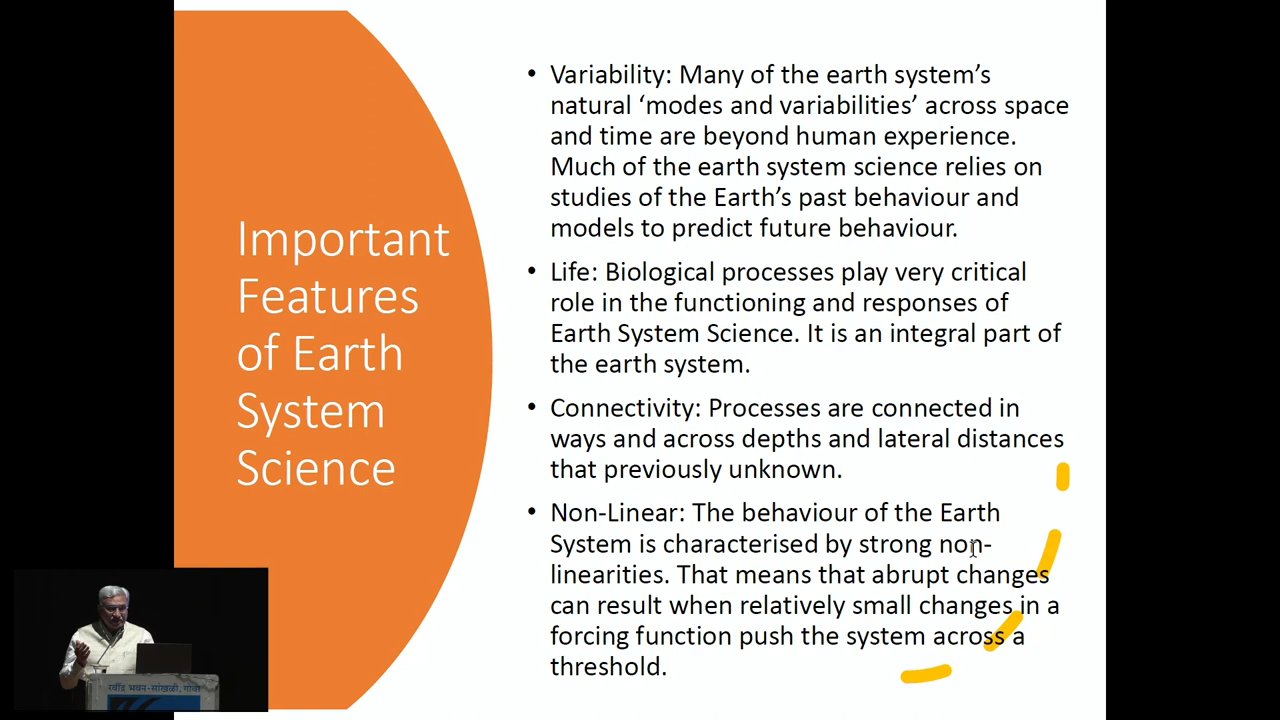 Important
Features
of Earth
System
Science
• Variability: Many of the earth system’s
natural ‘modes and variabilities’ across space
and time are beyond human experience.
Much of the earth system science relies on
studies of the Earth’s past behaviour and
models to predict future behaviour.
• Life: Biological processes play very critical
role in the functioning and responses of
Earth System Science. It is an integral part of
the earth system.
• Connectivity: Processes are connected in
ways and across depths and lateral distances
that previously unknown.
• Non-Linear: The behaviour of the Earth
System is characterised by strong non-
linearities. That means that abrupt changes
can result when relatively small changes in a
forcing function push the system across a
threshold.
रवींद्र भवन-सांखळी, गोवा